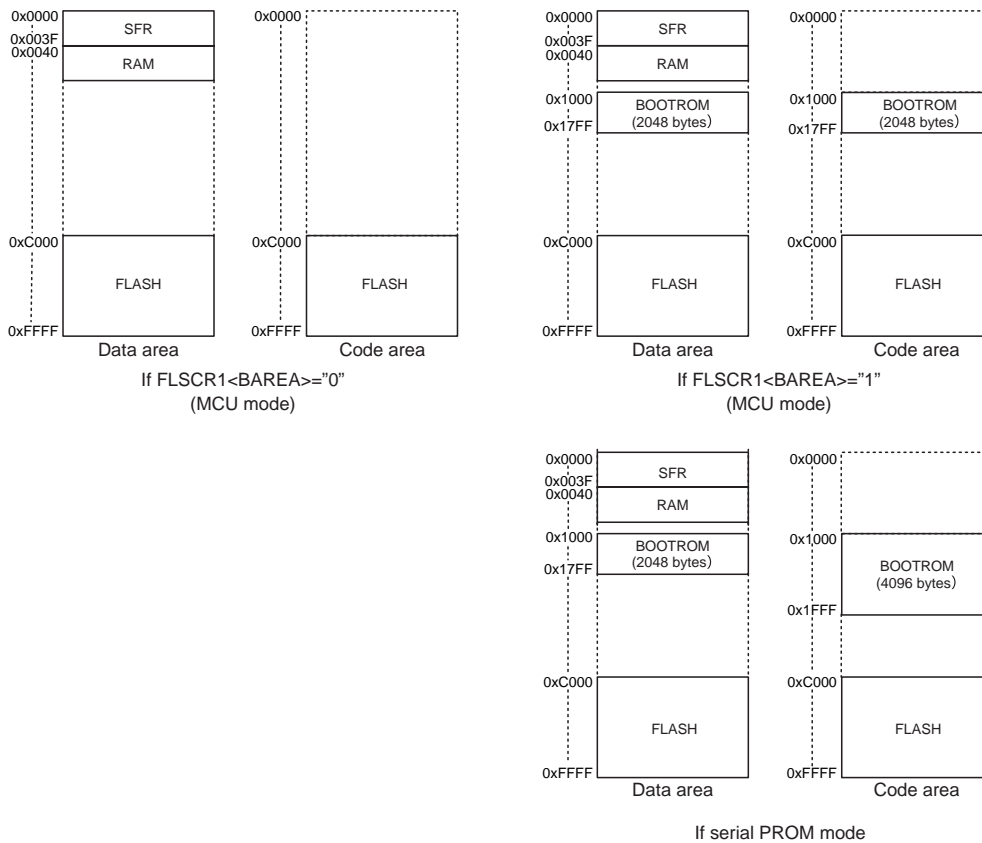 0x0000
SFR
0x003F
0x0040
RAM
0xC000
FLASH
0xFFFF
Data area
0x0000
0xC000
FLASH
0xFFFF
Code area
If FLSCR1<BAREA>=”0”
(MCU mode)
0x0000
SFR
0x003F
0x0040
RAM
0x1000
BOOTROM
(2048 bytes)
0x17FF
0xC000
FLASH
0xFFFF
Data area
0x0000
0x1000
BOOTROM
(2048 bytes)
0x17FF
0xC000
FLASH
0xFFFF
Code area
If FLSCR1<BAREA>=”1”
(MCU mode)
0x0000
SFR
0x003F
0x0040
RAM
0x1000
BOOTROM
(2048 bytes)
0x17FF
0xC000
FLASH
0xFFFF
Data area
0x0000
0x1000
BOOTROM
(4096 bytes)
0x1FFF
0xC000
FLASH
0xFFFF
Code area
If serial PROM mode